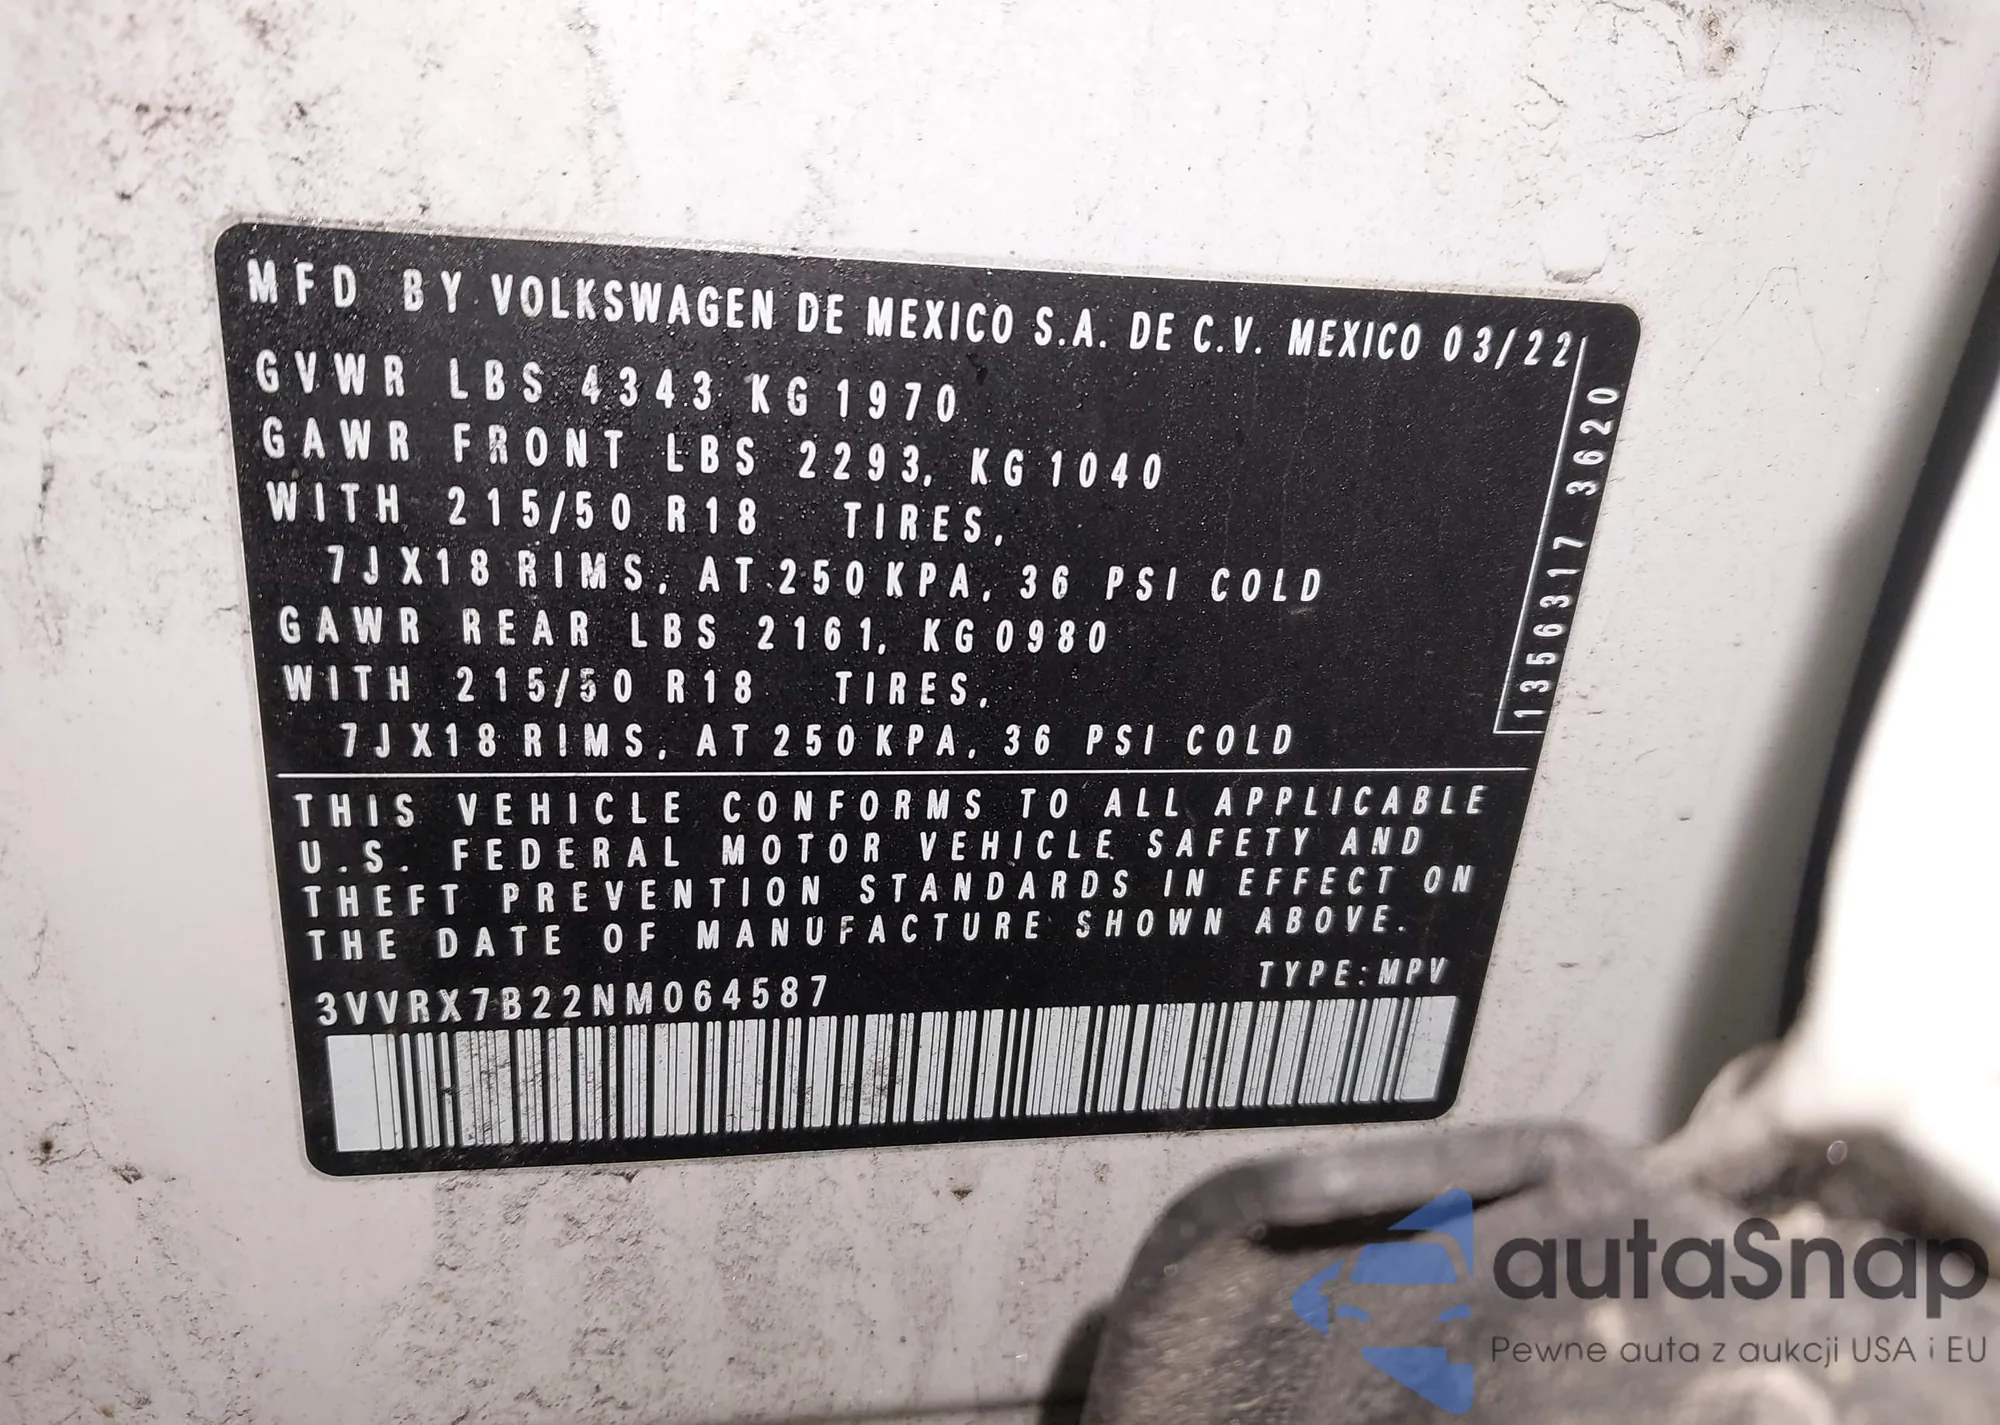 MFD BY VOLKSWAGEN DE MEXICO S.A. DE C.V. MEXICO 03/22
GVWR LBS 4343 KG 1970
GAWR FRONT LBS 2293, KG 1040
WITH 215/50 R18 TIRES,
7JX18 RIMS, AT 250 KPA, 36 PSI COLD
GAWR REAR LBS 2161, KG 0980
WITH 215/50 R18 TIRES,
7JX18 RIMS, AT 250 KPA, 36 PSI COLD
1356317 3620
THIS VEHICLE CONFORMS TO ALL APPLICABLE
U.S. FEDERAL MOTOR VEHICLE SAFETY AND
THEFT PREVENTION STANDARDS IN EFFECT ON
THE DATE OF MANUFACTURE SHOWN ABOVE.
TYPE: MPV
3VVRX7B22NM064587
autaSnap
Pewne auta z aukcji USA i EU